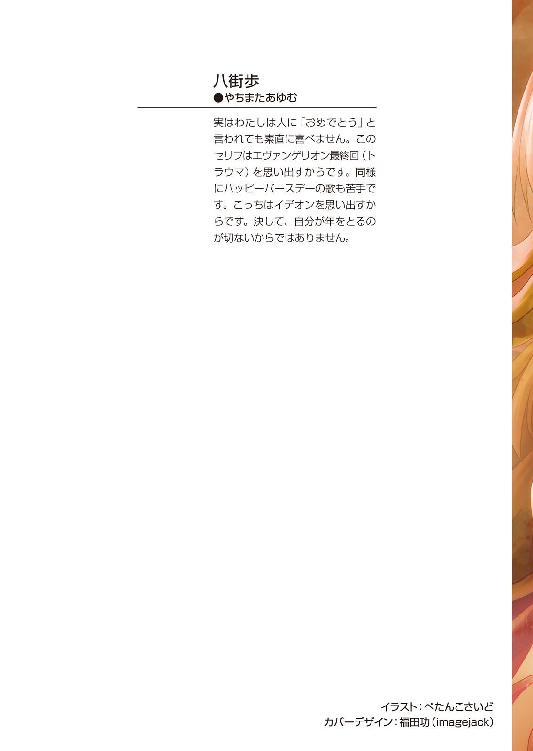 八街歩
●やちまたあゆむ
実はわたしは人に「おめでとう」と
言われても素直に喜べません。この
セリフはエヴァンゲリオン最終回（ト
ラウマ）を思い出すからです。同様
にハッピーバースデーの歌も苦手で
す。こっちはイデオンを思い出すか
らです。決して、自分が年をとるの
が切ないからではありません。
イラスト：ぺたんこさいど
カバーデザイン：福田功（imagejack）